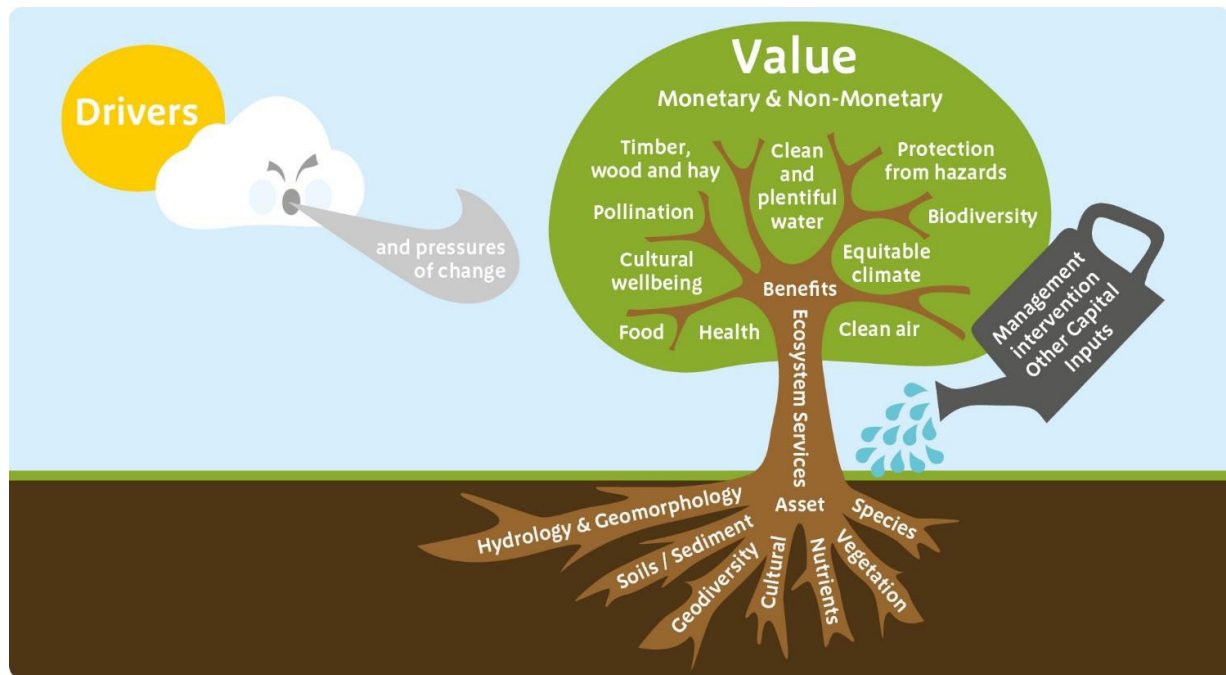 Drivers
and pressures
of change
Value
Monetary & Non-Monetary
Timber,
wood and hay
Clean
and
plentiful
water
Protection
from hazards
Pollination
Biodiversity
Cultural
wellbeing
Equitable
climate
Benefits
Food
Health
Clean air
Ecosystem Services
Management
intervention
Other Capital
Inputs
Asset
Hydrology & Geomorphology
Soils / Sediment
Geodiversity
Cultural
Nutrients
Vegetation
Species